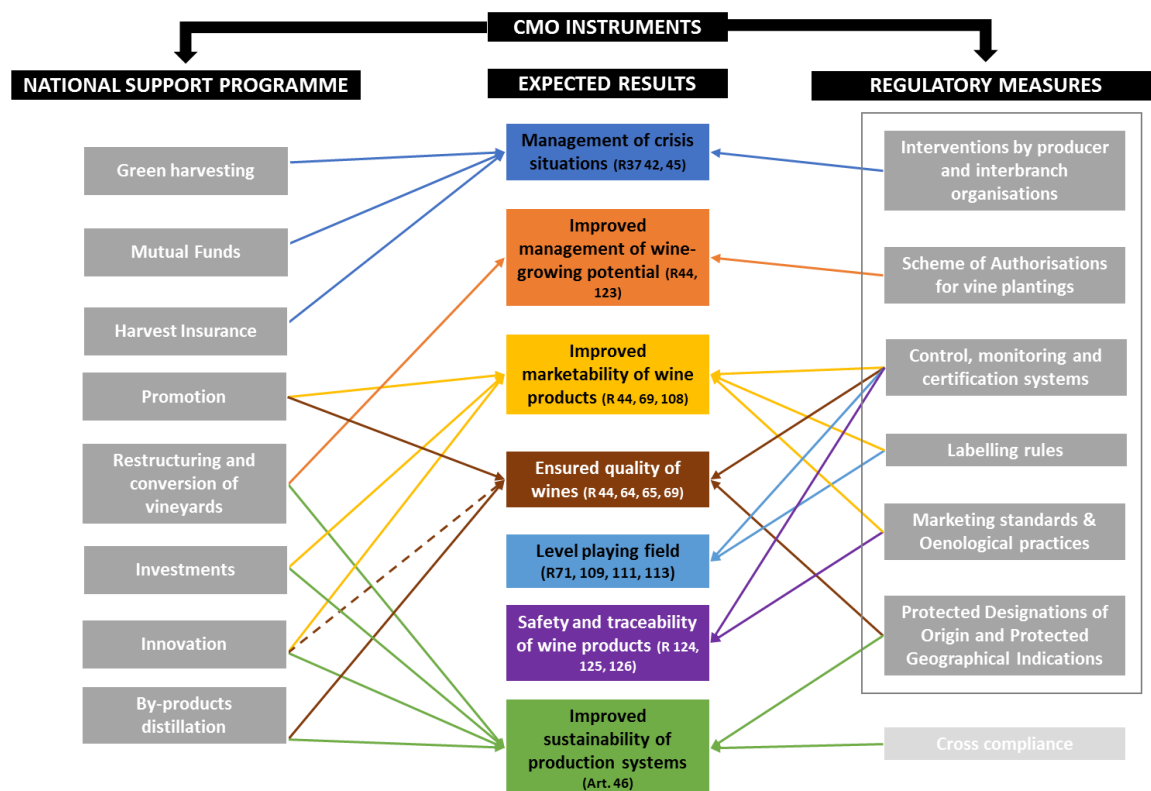 CMO INSTRUMENTS
NATIONAL SUPPORT PROGRAMME
EXPECTED RESULTS
REGULATORY MEASURES
Green harvesting
Mutual Funds
Harvest Insurance
Promotion
Restructuring and
conversion of
vineyards
Investments
Innovation
By-products
distillation
Management of crisis
situations (R37 42, 45)
Improved
management of wine-
growing potential (R44,
123)
Improved
marketability of wine
products (R 44, 69, 108)
Ensured quality of
wines (R 44, 64, 65, 69)
Level playing field
(R71, 109, 111, 113)
Safety and traceability
of wine products (R 124,
125, 126)
Improved
sustainability of
production systems
(Art. 46)
Interventions by producer
and interbranch
organisations
Scheme of Authorisations
for vine plantings
Control, monitoring and
certification systems
Labelling rules
Marketing standards &
Oenological practices
Protected Designations of
Origin and Protected
Geographical Indications
Cross compliance